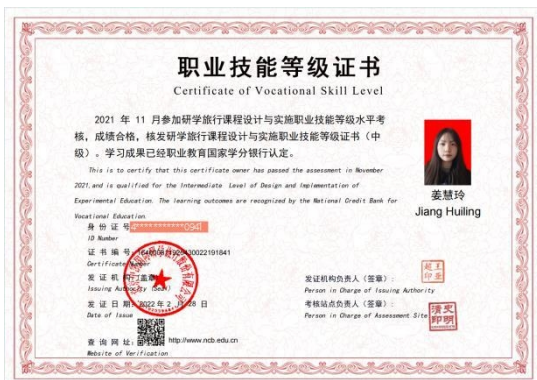 职业技能等级证书
Certificate of Vocational Skill Level
2021 年 11 月参加研学旅行课程设计与实施职业技能等级水平考
核，成绩合格，核发研学旅行课程设计与实施职业技能等级证书（中
级）。学习成果已经职业教育国家学分银行认定。
This is to certify that this certificate owner has passed the assessment in November
2021,and is qualified for the Intermediate Level of Design and Implementation of
Experimental Education. The learning outcomes are recognized by the National Credit Bank for
Vocational Education.
姜慧玲
Jiang Huiling
身 份 证 号:
0941
ID Number
证 书 编 号:
Certificate Number
发 证 机 构（盖章）
Issuing Authority (Seal)
发 证 日 期: 2022 年 2 月 28 日
Date of Issue
发证机构负责人（签章）:
Person in Charge of Issuing Authority
考核站点负责人（签章）:
Person in Charge of Assessment Site
查 询 网 址: http://www.ncb.edu.cn
Website of Verification